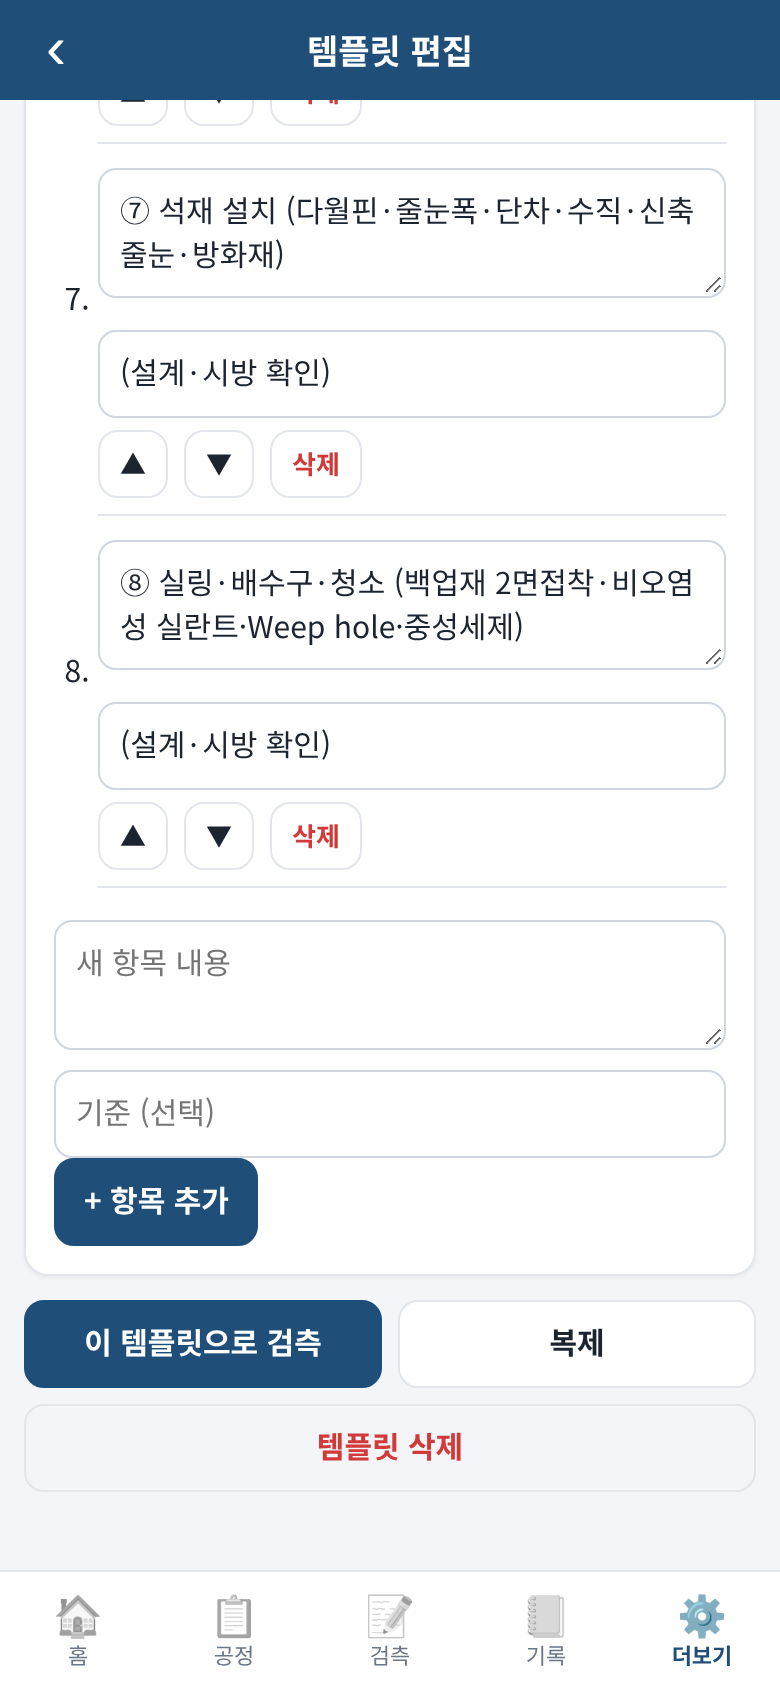 템플릿 편집
⑦ 석재 설치 (다월핀·줄눈폭·단차·수직·신축
줄눈·방화재)
7.
(설계·시방 확인)
▲ ▼ 삭제
⑧ 실링·배수구·청소 (백업재 2면접착·비오염
성 실란트·Weep hole·중성세제)
8.
(설계·시방 확인)
▲ ▼ 삭제
새 항목 내용
기준 (선택)
+ 항목 추가
이 템플릿으로 검측
복제
템플릿 삭제
홈
공정
검측
기록
더보기